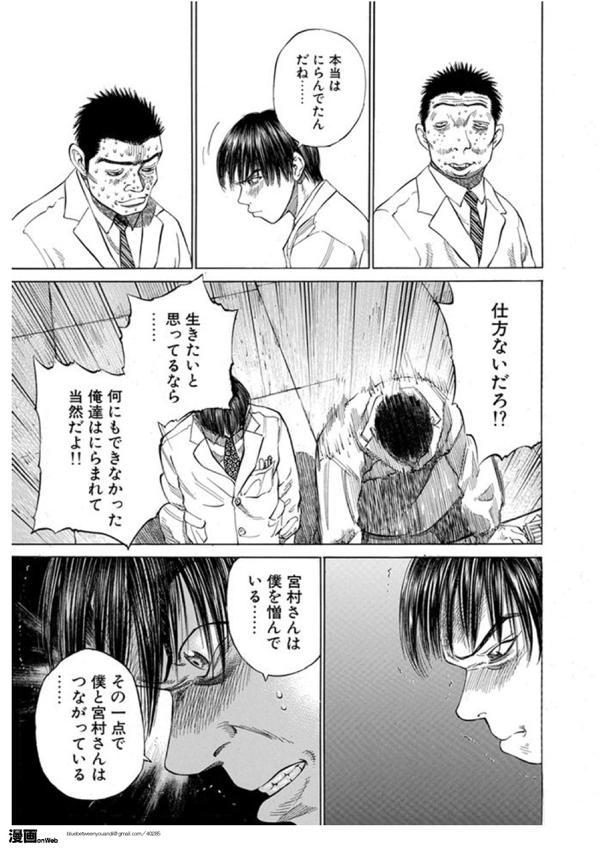 本当は
にらんでたん
だね……
仕方ないだろ!?
生きたいと
思ってるなら
……
何にもできなかった
俺達はにらまれて
当然だよ!!
宮村さんは
僕を憎んで
いる……
その一点で
僕と宮村さんは
つながっている
……
漫画onWeb
bluebetweenyouandi@gmail.com/40285